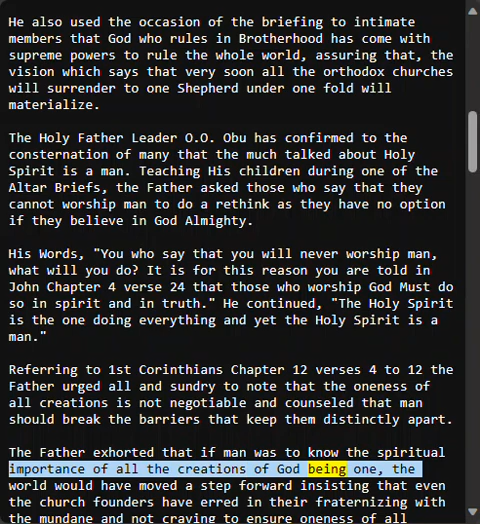 He also used the occasion of the briefing to intimate
members that God who rules in Brotherhood has come with
supreme powers to rule the whole world, assuring that, the
vision which says that very soon all the orthodox churches
will surrender to one Shepherd under one fold will
materialize.
The Holy Father Leader O.O. Obu has confirmed to the
consternation of many that the much talked about Holy
Spirit is a man. Teaching His children during one of the
Altar Briefs, the Father asked those who say that they
cannot worship man to do a rethink as they have no option
if they believe in God Almighty.
His Words, "You who say that you will never worship man,
what will you do? It is for this reason you are told in
John Chapter 4 verse 24 that those who worship God Must do
so in spirit and in truth." He continued, "The Holy Spirit
is the one doing everything and yet the Holy Spirit is a
man."
Referring to 1st Corinthians Chapter 12 verses 4 to 12 the
Father urged all and sundry to note that the oneness of
all creations is not negotiable and counseled that man
should break the barriers that keep them distinctly apart.
The Father exhorted that if man was to know the spiritual
importance of all the creations of God being one, the
world would have moved a step forward insisting that even
the church founders have erred in their fraternizing with
the mundane and not craving to ensure oneness of all